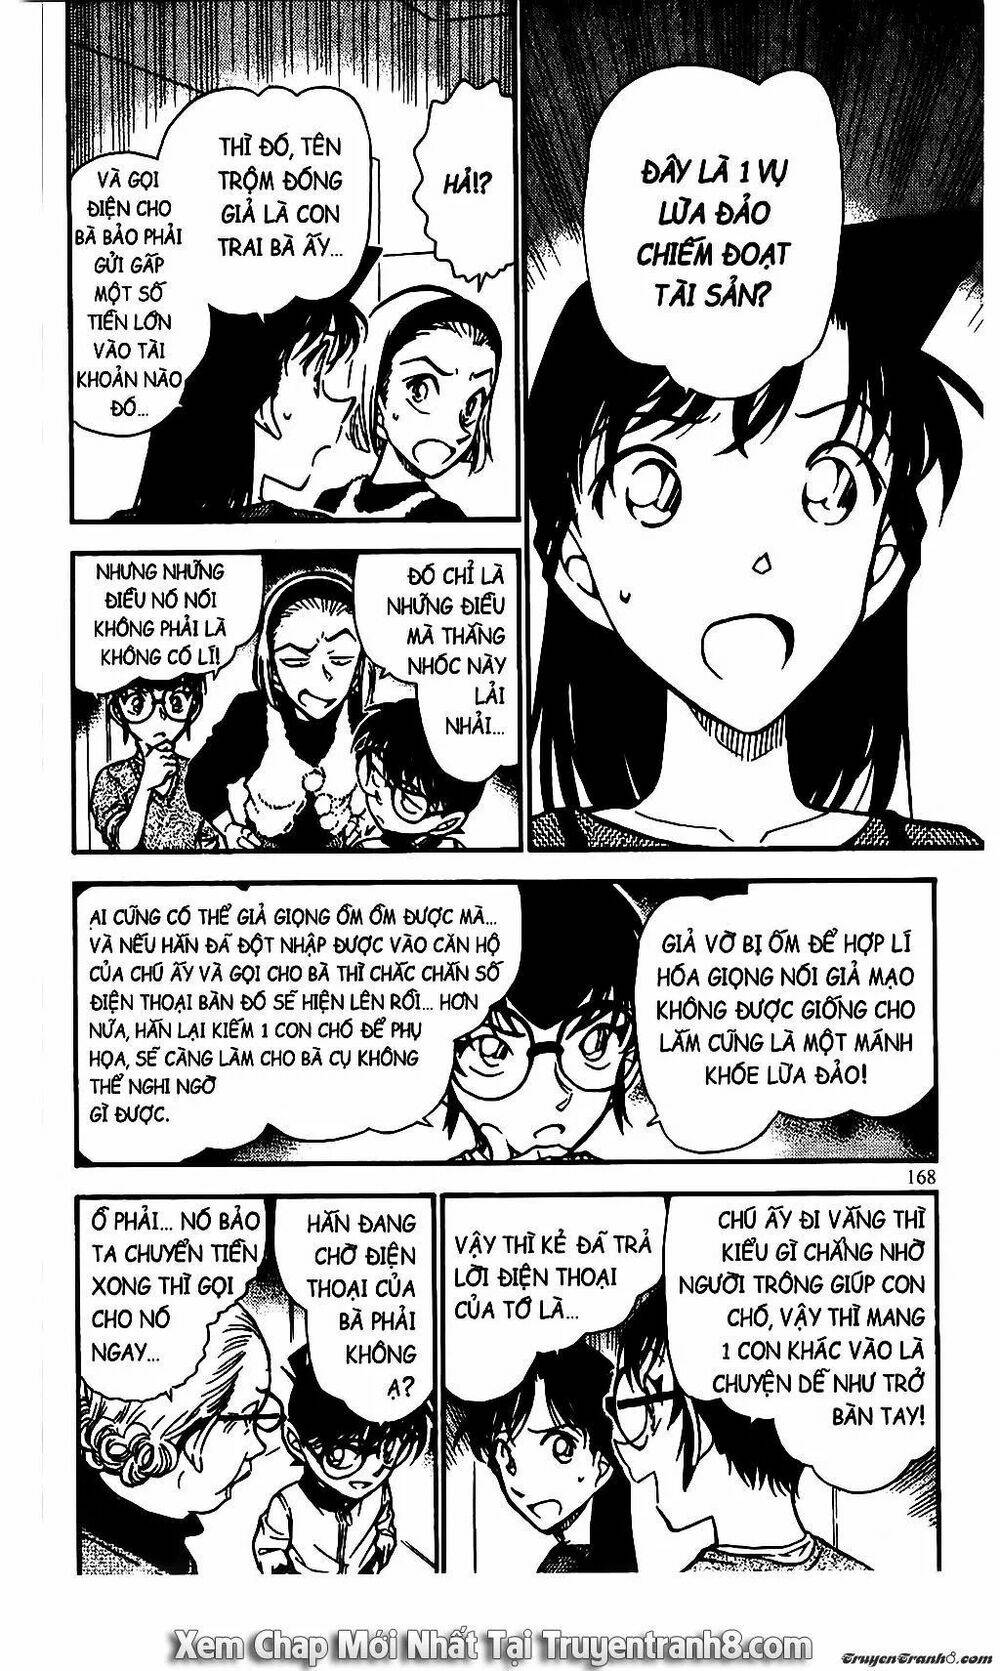 ĐÂY LÀ 1 VỤ
LỪA ĐẢO
CHIẾM ĐOẠT
TÀI SẢN?
HẢ!?
THÌ ĐÓ, TÊN
TRỘM ĐÓNG
GIẢ LÀ CON
TRAI BÀ ẤY...
VÀ GỌI
ĐIỆN CHO
BÀ BẢO PHẢI
GỬI GẤP
MỘT SỐ
TIỀN LỚN
VÀO TÀI
KHOẢN NÀO
ĐÓ...
ĐÓ CHỈ LÀ
NHỮNG ĐIỀU
MÀ THẰNG
NHÓC NÀY
LẢI
NHẢI...
NHƯNG NHỮNG
ĐIỀU NÓ NÓI
KHÔNG PHẢI LÀ
KHÔNG CÓ LÍ!
GIẢ VỜ BỊ ỐM ĐỂ HỢP LÍ
HÓA GIỌNG NÓI GIẢ MẠO
KHÔNG ĐƯỢC GIỐNG CHO
LẮM CŨNG LÀ MỘT MÁNH
KHÓE LỪA ĐẢO!
AI CŨNG CÓ THỂ GIẢ GIỌNG ỒM ỒM ĐƯỢC MÀ...
VÀ NẾU HẮN ĐÃ ĐỘT NHẬP ĐƯỢC VÀO CĂN HỘ
CỦA CHÚ ẤY VÀ GỌI CHO BÀ THÌ CHẮC CHẮN SỐ
ĐIỆN THOẠI BÀN ĐÓ SẼ HIỆN LÊN RỒI... HƠN
NỮA, HẮN LẠI KIẾM 1 CON CHÓ ĐỂ PHỤ
HỌA, SẼ CÀNG LÀM CHO BÀ CỤ KHÔNG
THỂ NGHI NGỜ
GÌ ĐƯỢC.
168
CHÚ ẤY ĐI VẮNG THÌ
KIỂU GÌ CHẲNG NHỜ
NGƯỜI TRÔNG GIÚP CON
CHÓ, VẬY THÌ MANG
1 CON KHÁC VÀO LÀ
CHUYỆN DỄ NHƯ TRỞ
BÀN TAY!
VẬY THÌ KẺ ĐÃ TRẢ
LỜI ĐIỆN THOẠI
CỦA TỚ LÀ...
HẮN ĐANG
CHỜ ĐIỆN
THOẠI CỦA
BÀ PHẢI
KHÔNG
Ạ?
Ồ PHẢI... NÓ BẢO
TA CHUYỂN TIỀN
XONG THÌ GỌI
CHO NÓ
NGAY...
Xem Chap Mới Nhất Tại Truyentranh8.com
TruyenTranh8.com